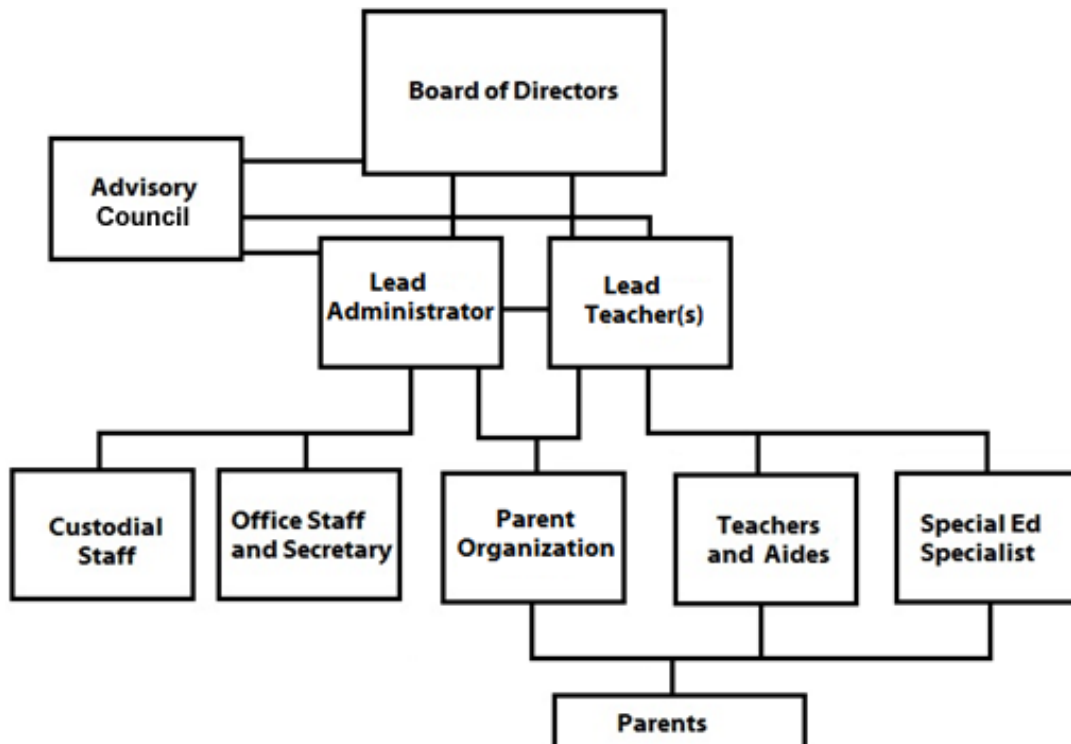 Board of Directors
Advisory
Council
Lead
Administrator
Lead
Teacher(s)
Custodial
Staff
Office Staff
and Secretary
Parent
Organization
Teachers
and Aides
Special Ed
Specialist
Parents